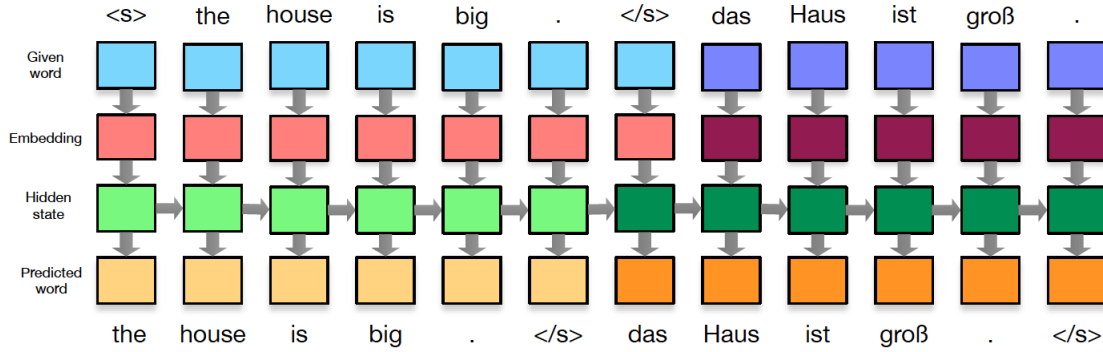 <s> the house is big . </s> das Haus ist groß .
Given
word
Embedding
Hidden
state
Predicted
word
the house is big . </s> das Haus ist groß . </s>